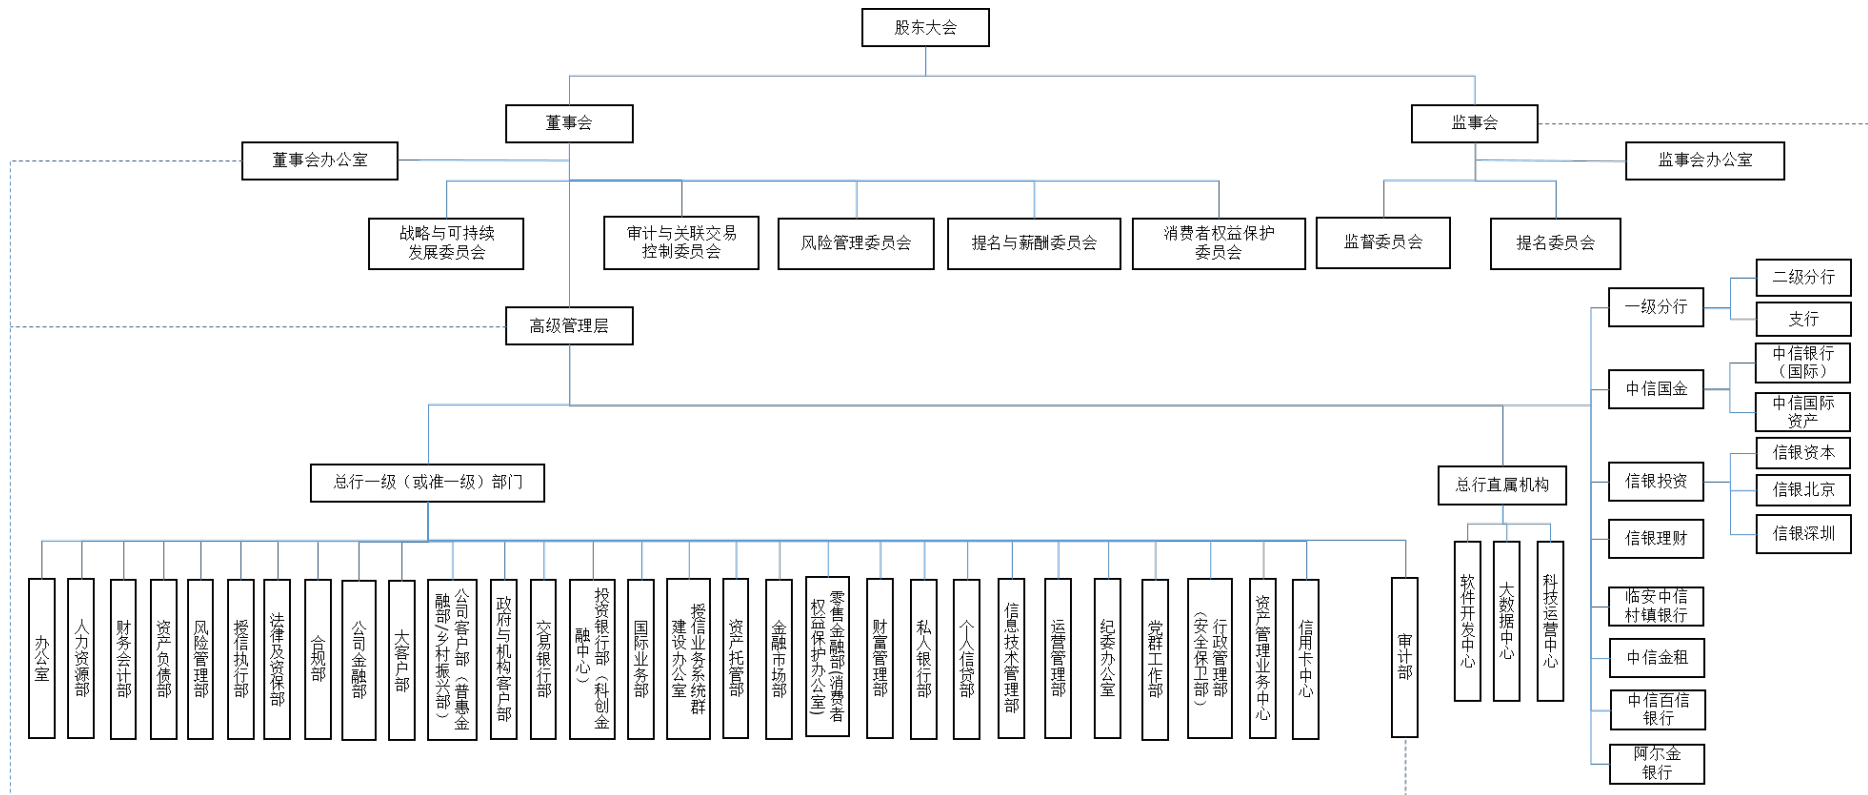 股东大会
董事会
监事会
董事会办公室
监事会办公室
战略与可持续
发展委员会
审计与关联交易
控制委员会
风险管理委员会
提名与薪酬委员会
消费者权益保护
委员会
监督委员会
提名委员会
高级管理层
一级分行
二级分行
支行
中信国金
中信银行
（国际）
中信国际
资产
信银投资
信银资本
信银北京
信银深圳
信银理财
临安中信
村镇银行
中信金租
中信百信
银行
阿尔金
银行
总行一级（或准一级）部门
总行直属机构
办公室
人力资源部
财务会计部
资产负债部
风险管理部
授信执行部
法律及资保部
合规部
公司金融部
大客户部
公司客户部（普惠金
融部/乡村振兴部）
政府与机构客户部
交易银行部
投资银行部（科创金
融中心）
国际业务部
授信业务系统群
建设办公室
资产托管部
金融市场部
零售金融部(消费者
权益保护办公室)
财富管理部
私人银行部
个人信贷部
信息技术管理部
运营管理部
纪委办公室
党群工作部
行政管理部
（安全保卫部）
资产管理业务中心
信用卡中心
审计部
软件开发中心
大数据中心
科技运营中心